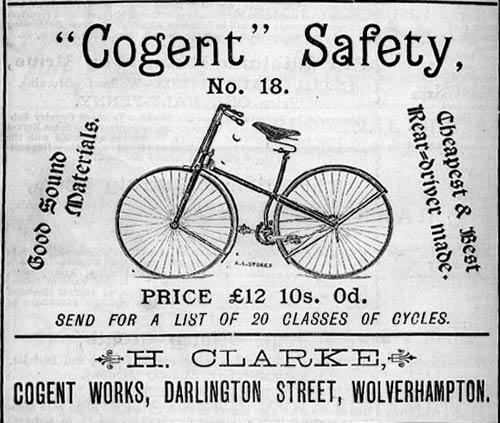 "Cogent" Safety,
No. 18.
Good Sound
Materials.
Cheapest & Best
Rear-driver made.
A.L.STOREY
PRICE £12 10s. 0d.
SEND FOR A LIST OF 20 CLASSES OF CYCLES.
H. CLARKE,
COGENT WORKS, DARLINGTON STREET, WOLVERHAMPTON.